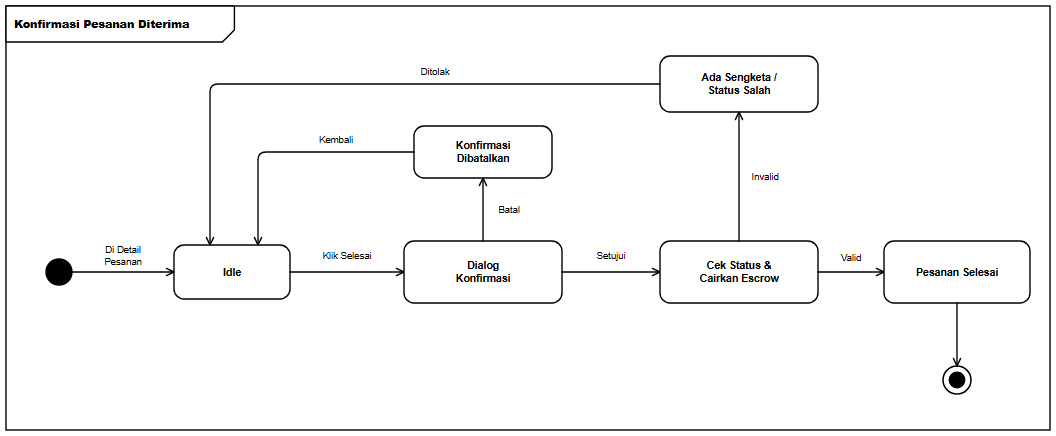 Konfirmasi Pesanan Diterima
Ditolak
Ada Sengketa /
Status Salah
Kembali
Konfirmasi
Dibatalkan
Invalid
Batal
Di Detail
Pesanan
Idle
Klik Selesai
Dialog
Konfirmasi
Setujui
Cek Status &
Cairkan Escrow
Valid
Pesanan Selesai